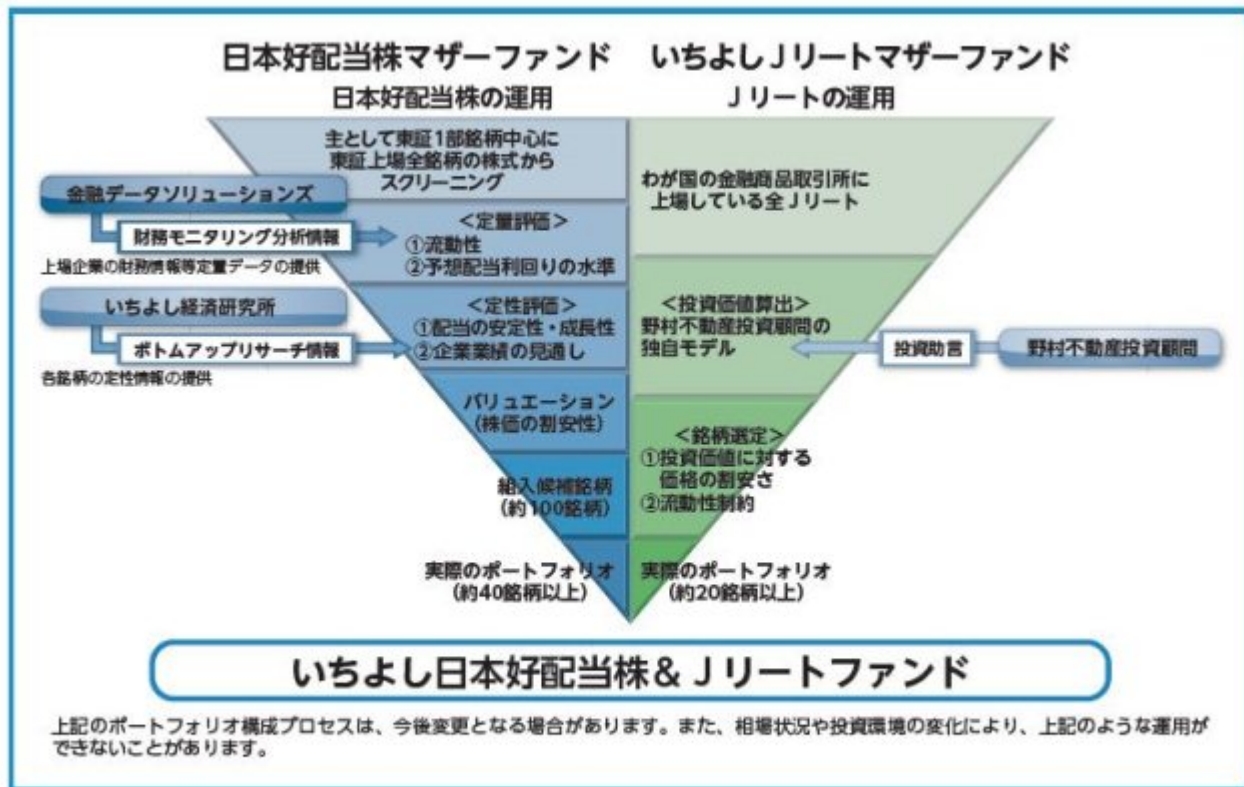 日本好配当株マザーファンド
日本好配当株の運用
主として東証1部銘柄中心に
東証上場全銘柄の株式から
スクリーニング
金融データソリューションズ
財務モニタリング分析情報
上場企業の財務情報等定量データの提供
＜定量評価＞
①流動性
②予想配当利回りの水準
いちよし経済研究所
ボトムアップリサーチ情報
各銘柄の定性情報の提供
＜定性評価＞
①配当の安定性・成長性
②企業業績の見通し
バリュエーション
(株価の割安性)
組入候補銘柄
(約100銘柄)
実際のポートフォリオ
(約40銘柄以上)
いちよしJリートマザーファンド
Jリートの運用
わが国の金融商品取引所に
上場している全Jリート
＜投資価値算出＞
野村不動産投資顧問の
独自モデル
投資助言
野村不動産投資顧問
＜銘柄選定＞
①投資価値に対する
価格の割安さ
②流動性制約
実際のポートフォリオ
(約20銘柄以上)
いちよし日本好配当株&Jリートファンド
上記のポートフォリオ構成プロセスは、今後変更となる場合があります。また、相場状況や投資環境の変化により、上記のような運用が
できないことがあります。